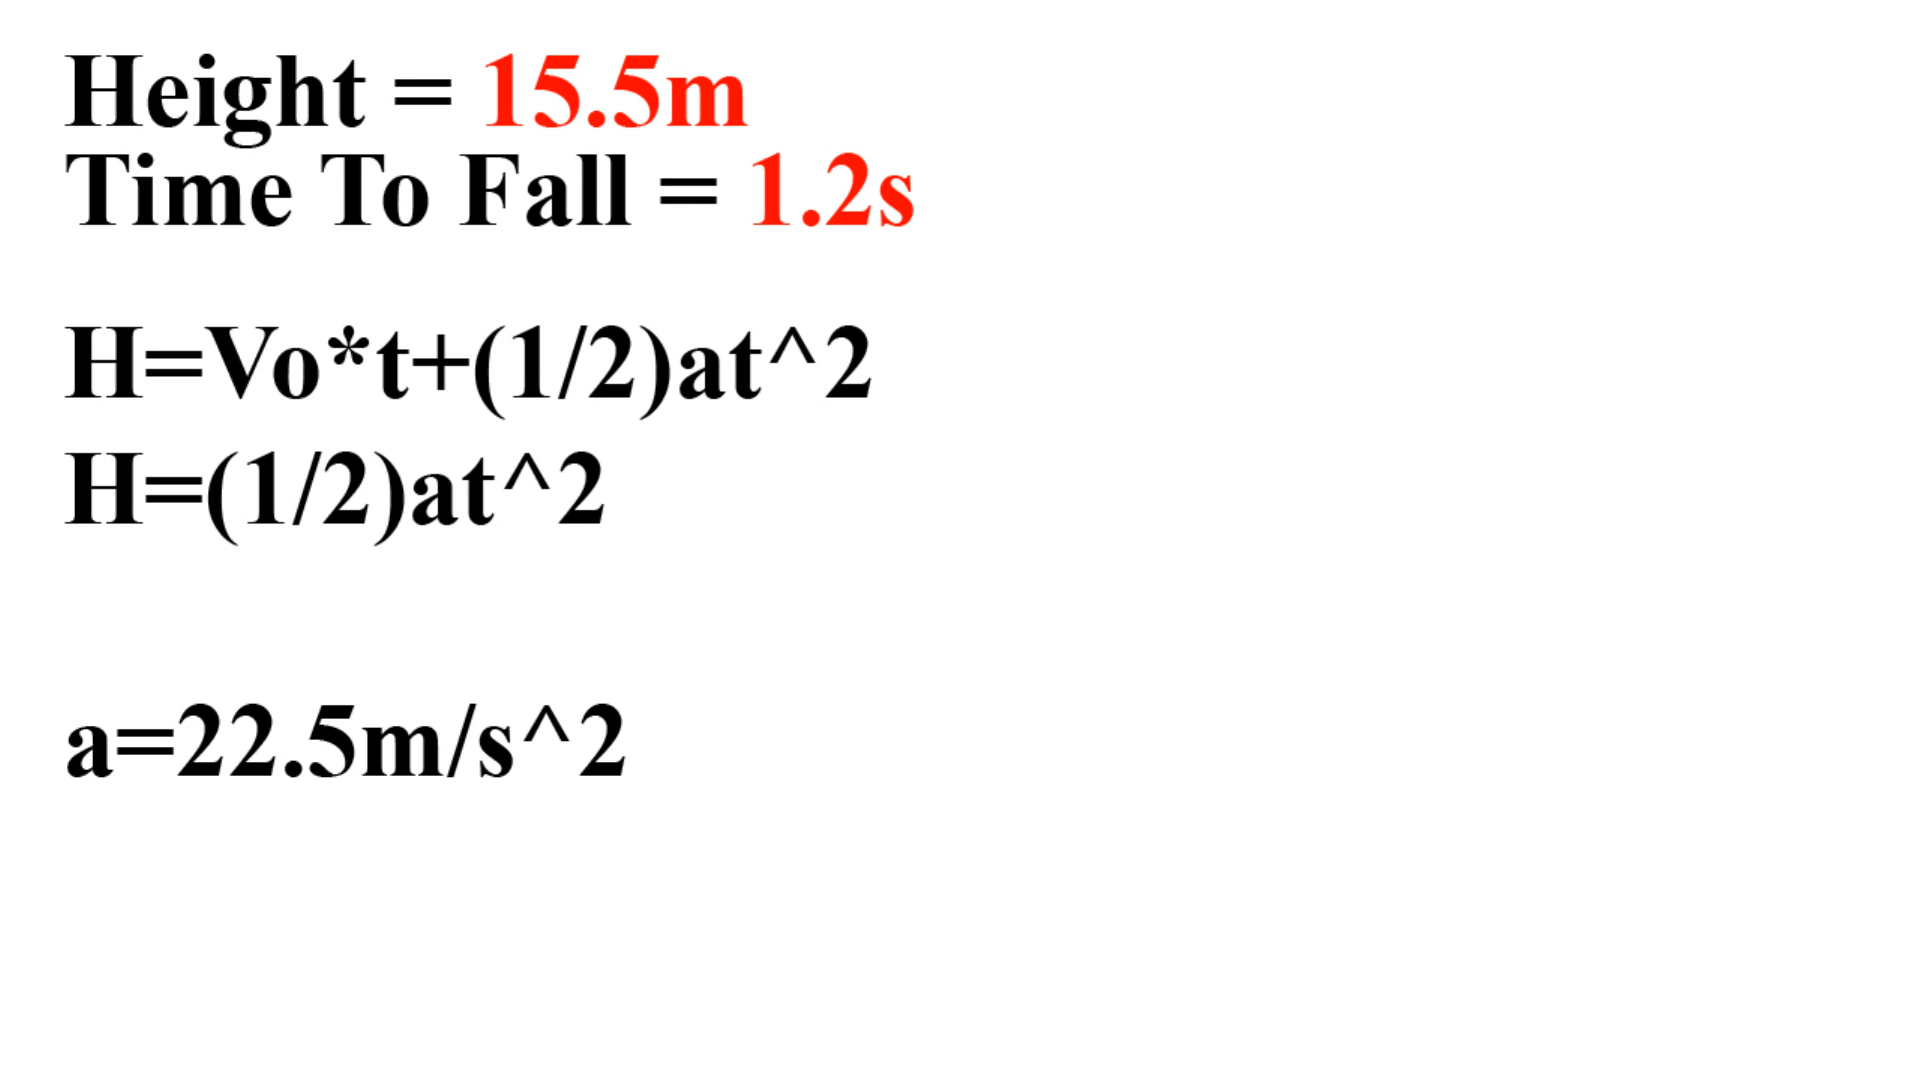 Height = 15.5m
Time To Fall = 1.2s
H=Vo*t+(1/2)at^2
H=(1/2)at^2
a=22.5m/s^2